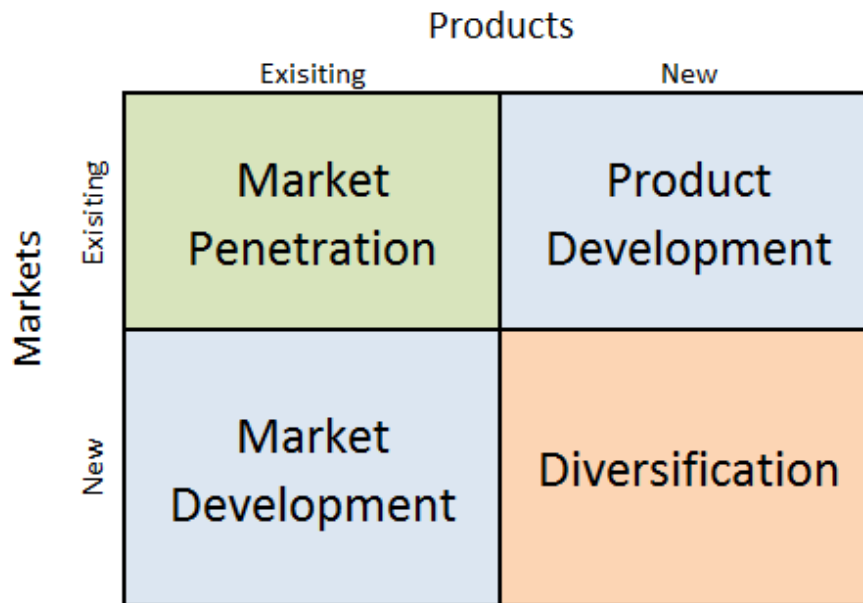 Products
Exisiting New
Market Product
Penetration Development
Exisiting
Markets
Market
Development Diversification
New